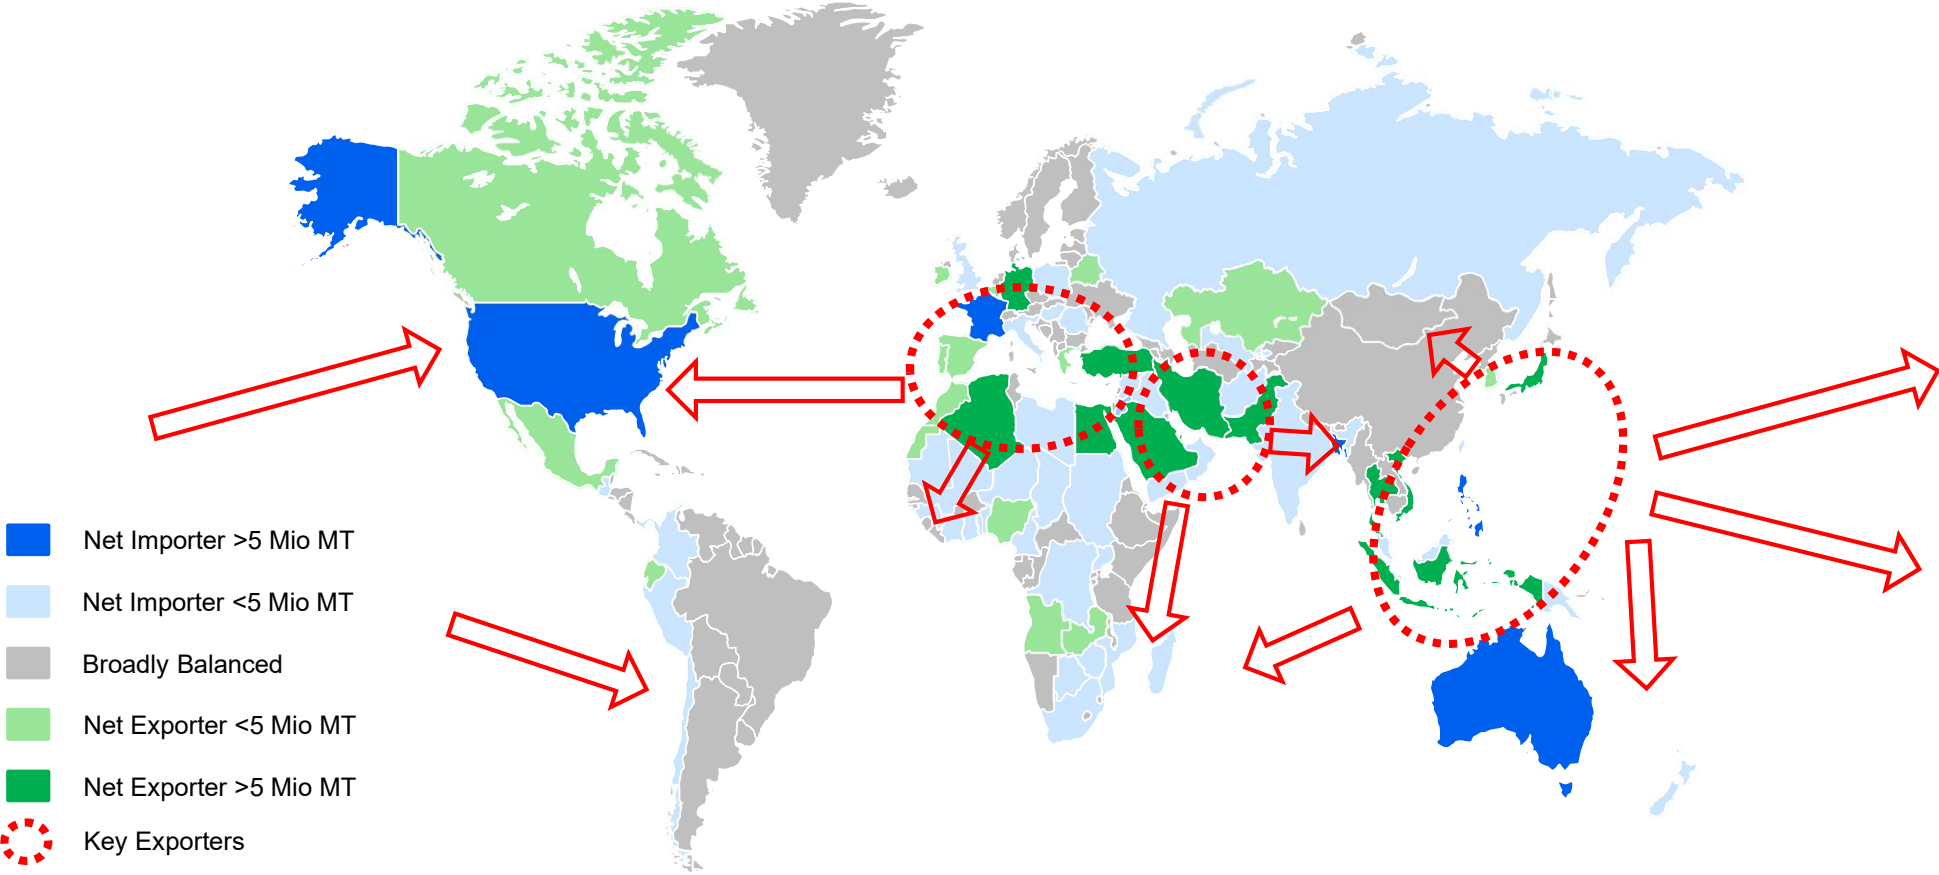 Net Importer >5 Mio MT
Net Importer <5 Mio MT
Broadly Balanced
Net Exporter <5 Mio MT
Net Exporter >5 Mio MT
Key Exporters